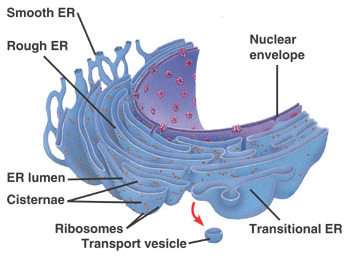 Smooth ER
Rough ER
Nuclear
envelope
ER lumen
Cisternae
Ribosomes
Transport vesicle
Transitional ER